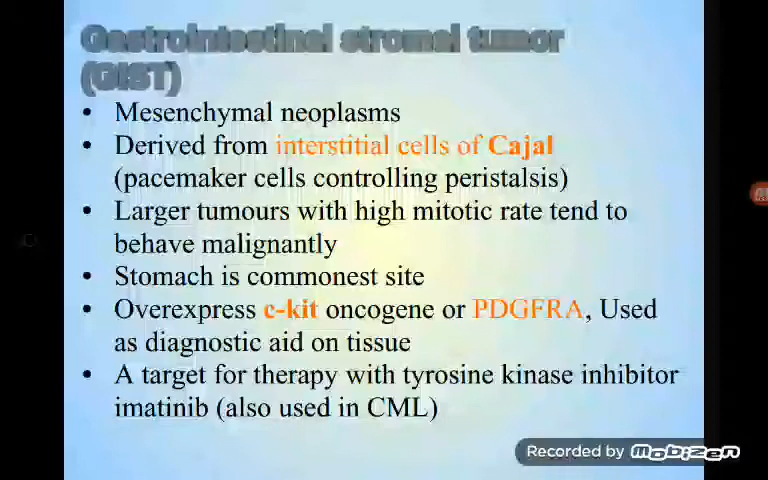 Gastrointestinal stromal tumor
(GIST)
• Mesenchymal neoplasms
• Derived from interstitial cells of Cajal
(pacemaker cells controlling peristalsis)
• Larger tumours with high mitotic rate tend to
behave malignantly
• Stomach is commonest site
• Overexpress c-kit oncogene or PDGFRA, Used
as diagnostic aid on tissue
• A target for therapy with tyrosine kinase inhibitor
imatinib (also used in CML)
Recorded by mobizen